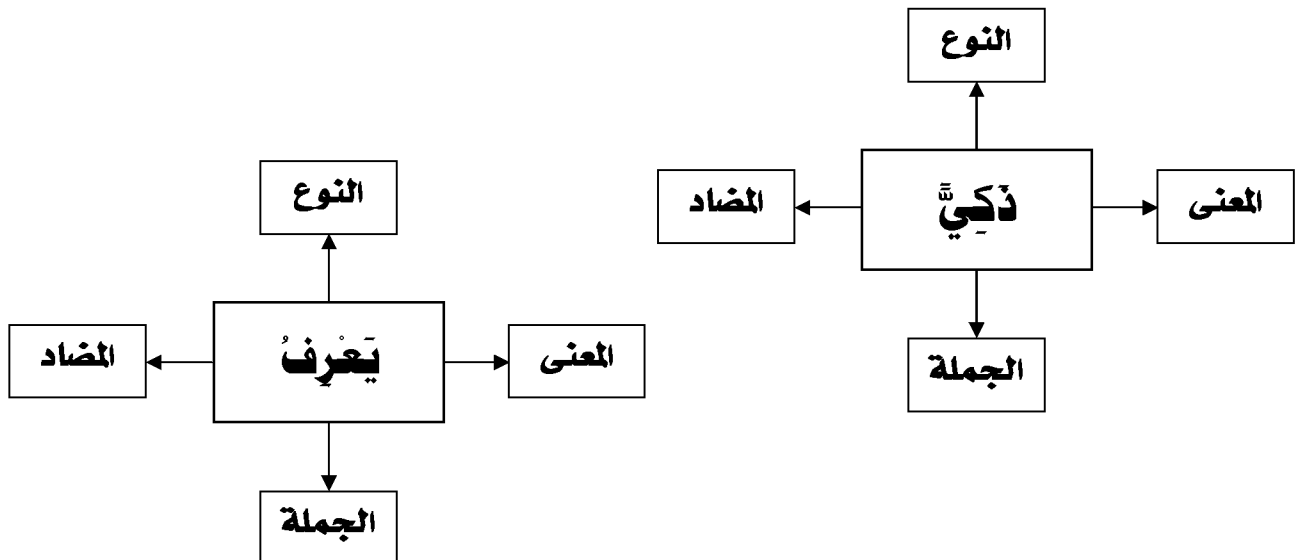 النوع
المعنى
ذَكِيٌّ
المضاد
الجملة
النوع
المعنى
يَعْرِفُ
المضاد
الجملة